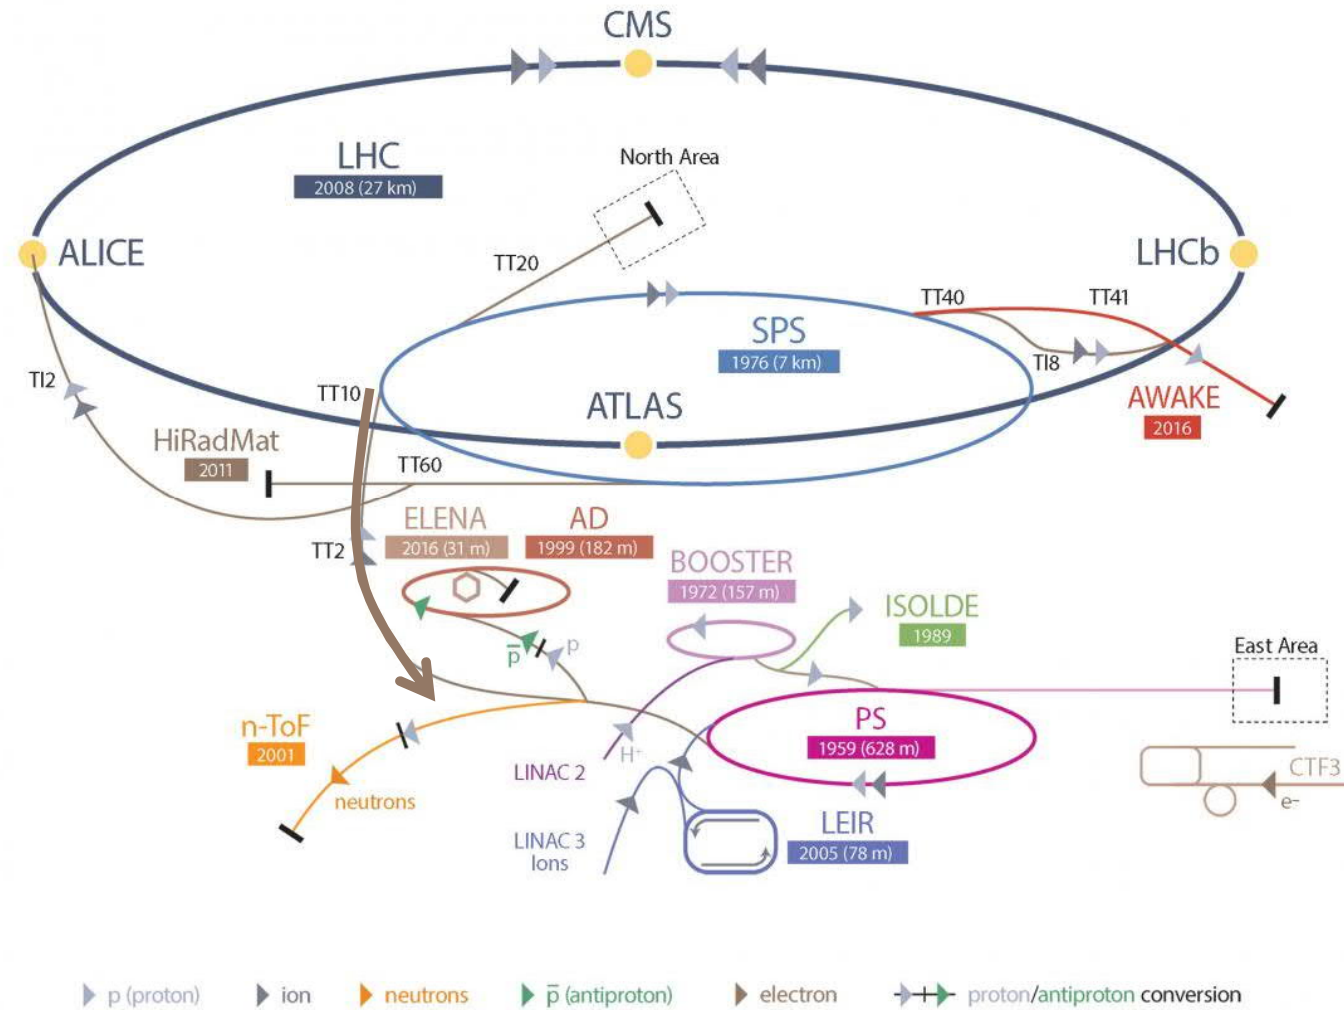 CMS
LHC
2008 (27 km)
North Area
ALICE
TT20
LHCb
TT40
TT41
SPS
1976 (7 km)
TI2
TT10
TI8
ATLAS
AWAKE
2016
HiRadMat
2011
TT60
ELENA
2016 (31 m)
AD
1999 (182 m)
TT2
BOOSTER
1972 (157 m)
ISOLDE
1989
p
p̅
East Area
n-ToF
2001
PS
1959 (628 m)
H⁺
LINAC 2
neutrons
CTF3
e⁻
LINAC 3
Ions
LEIR
2005 (78 m)
p (proton)
ion
neutrons
p̅ (antiproton)
electron
proton/antiproton conversion